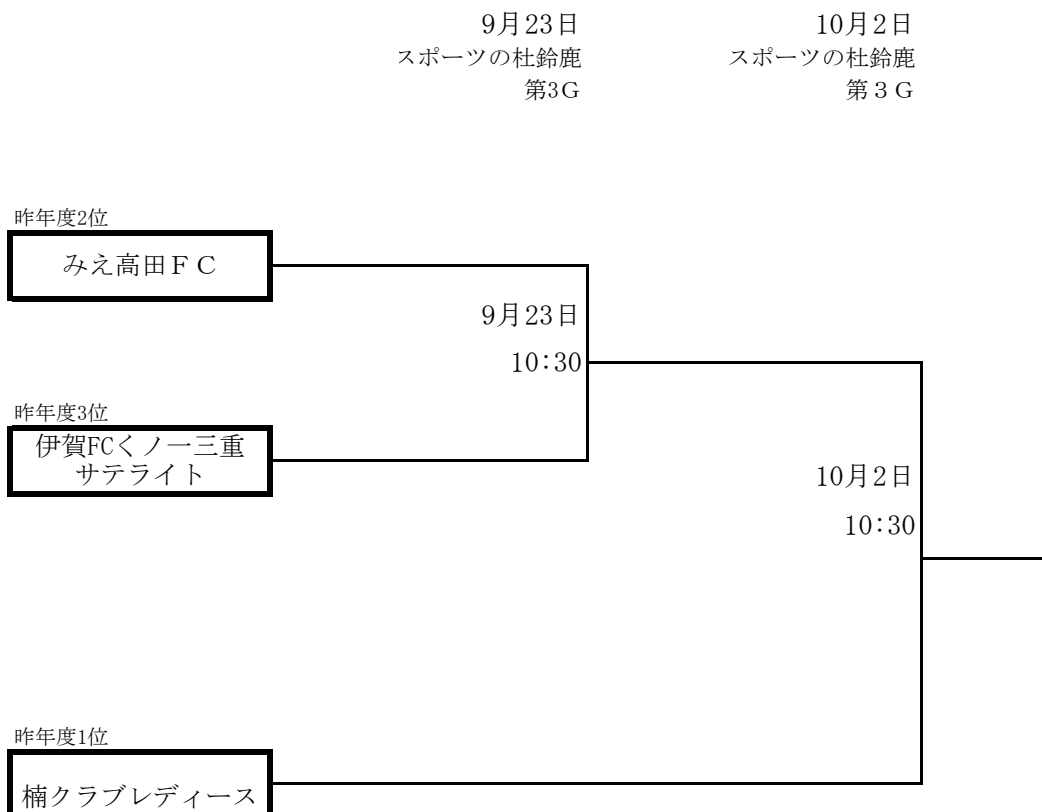 9月23日
スポーツの杜鈴鹿
第3G
10月2日
スポーツの杜鈴鹿
第３Ｇ
昨年度2位
みえ高田ＦＣ
9月23日
10:30
昨年度3位
伊賀FCくノ一三重
サテライト
10月2日
10:30
昨年度1位
楠クラブレディース